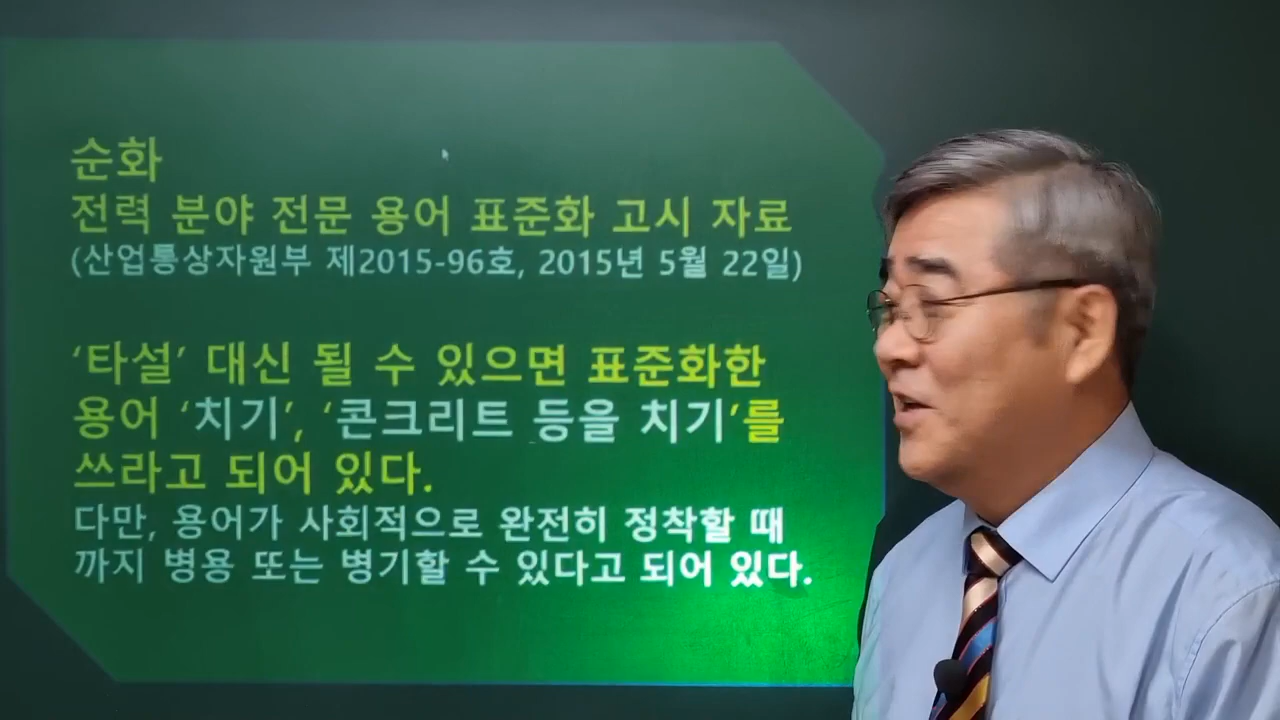 순화
전력 분야 전문 용어 표준화 고시 자료
(산업통상자원부 제2015-96호, 2015년 5월 22일)
‘타설’ 대신 될 수 있으면 표준화한
용어 ‘치기’, ‘콘크리트 등을 치기’를
쓰라고 되어 있다.
다만, 용어가 사회적으로 완전히 정착할 때
까지 병용 또는 병기할 수 있다고 되어 있다.